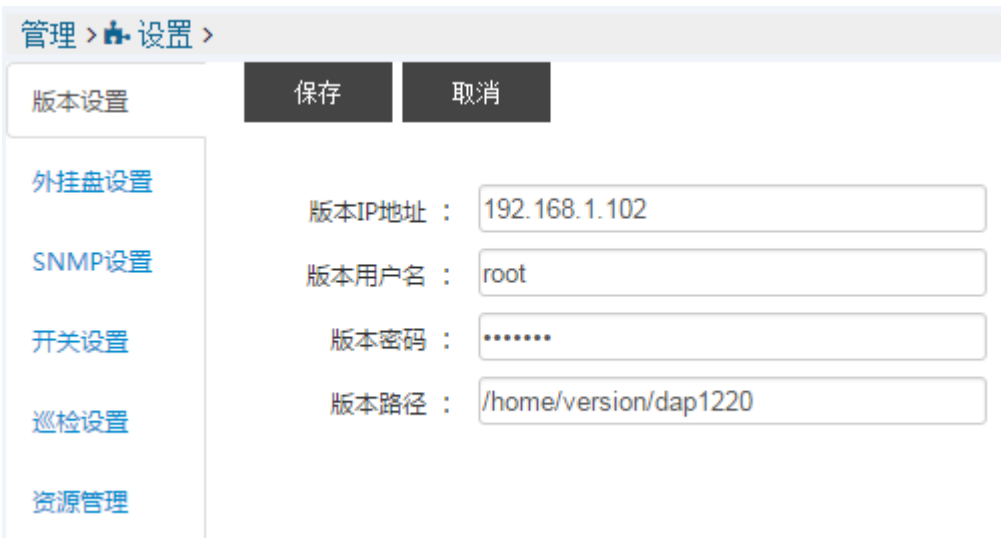 管理 > 设置 >
版本设置
外挂盘设置
SNMP设置
开关设置
巡检设置
资源管理
保存 取消
版本IP地址 : 192.168.1.102
版本用户名 : root
版本密码 : •••••••
版本路径 : /home/version/dap1220